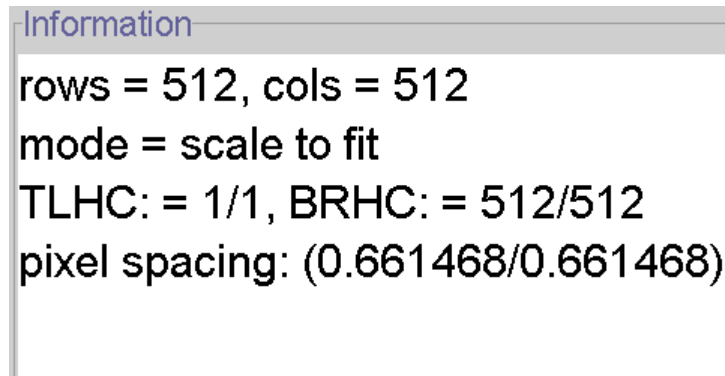 Information
rows = 512, cols = 512
mode = scale to fit
TLHC: = 1/1, BRHC: = 512/512
pixel spacing: (0.661468/0.661468)